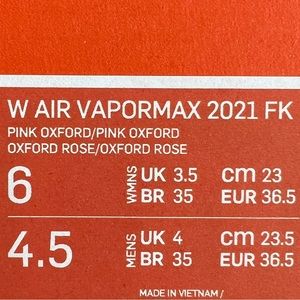 W AIR VAPORMAX 2021 FK
PINK OXFORD/PINK OXFORD
OXFORD ROSE/OXFORD ROSE
6 WMNS UK 3.5 cm 23
BR 35 EUR 36.5
4.5 MENS UK 4 cm 23.5
BR 35 EUR 36.5
MADE IN VIETNAM /